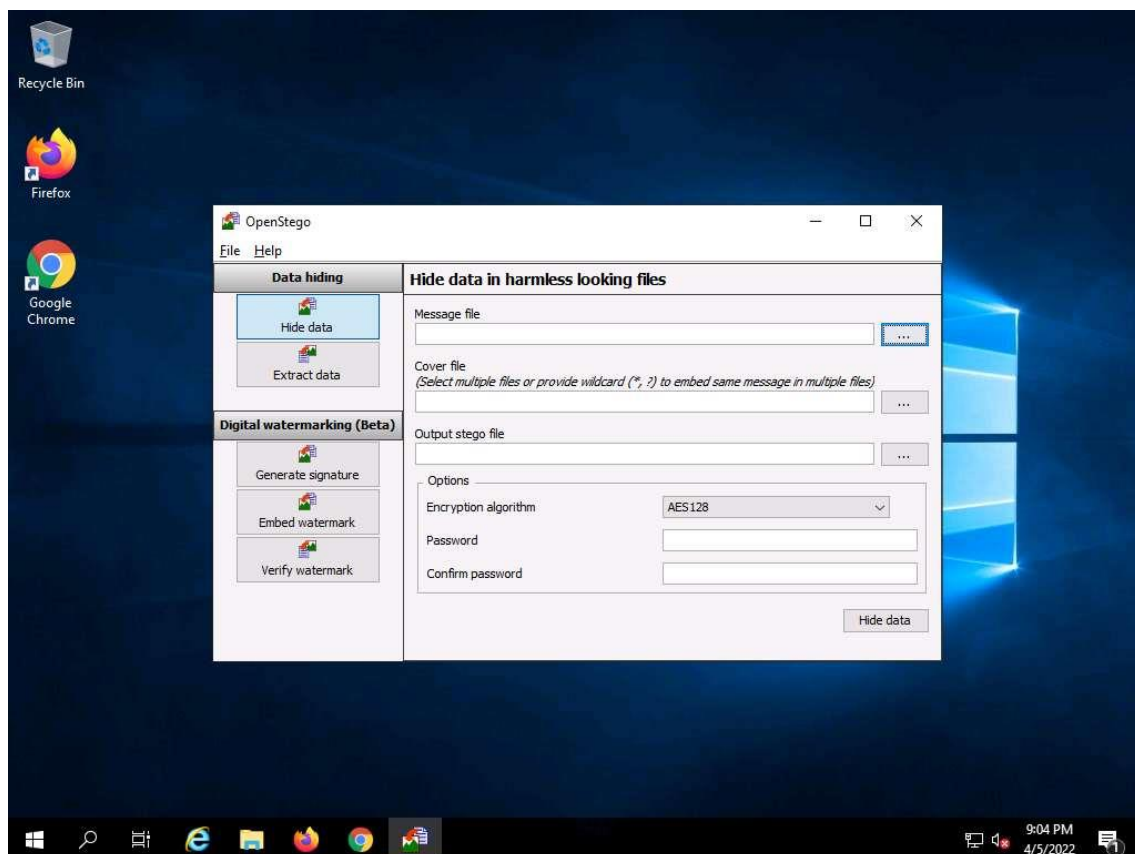 Recycle Bin
Firefox
Google
Chrome
OpenStego
File Help
Data hiding
Hide data
Extract data
Digital watermarking (Beta)
Generate signature
Embed watermark
Verify watermark
Hide data in harmless looking files
Message file
...
Cover file
(Select multiple files or provide wildcard (*, ?) to embed same message in multiple files)
...
Output stego file
...
Options
Encryption algorithm AES128
Password
Confirm password
Hide data
9:04 PM
4/5/2022
1